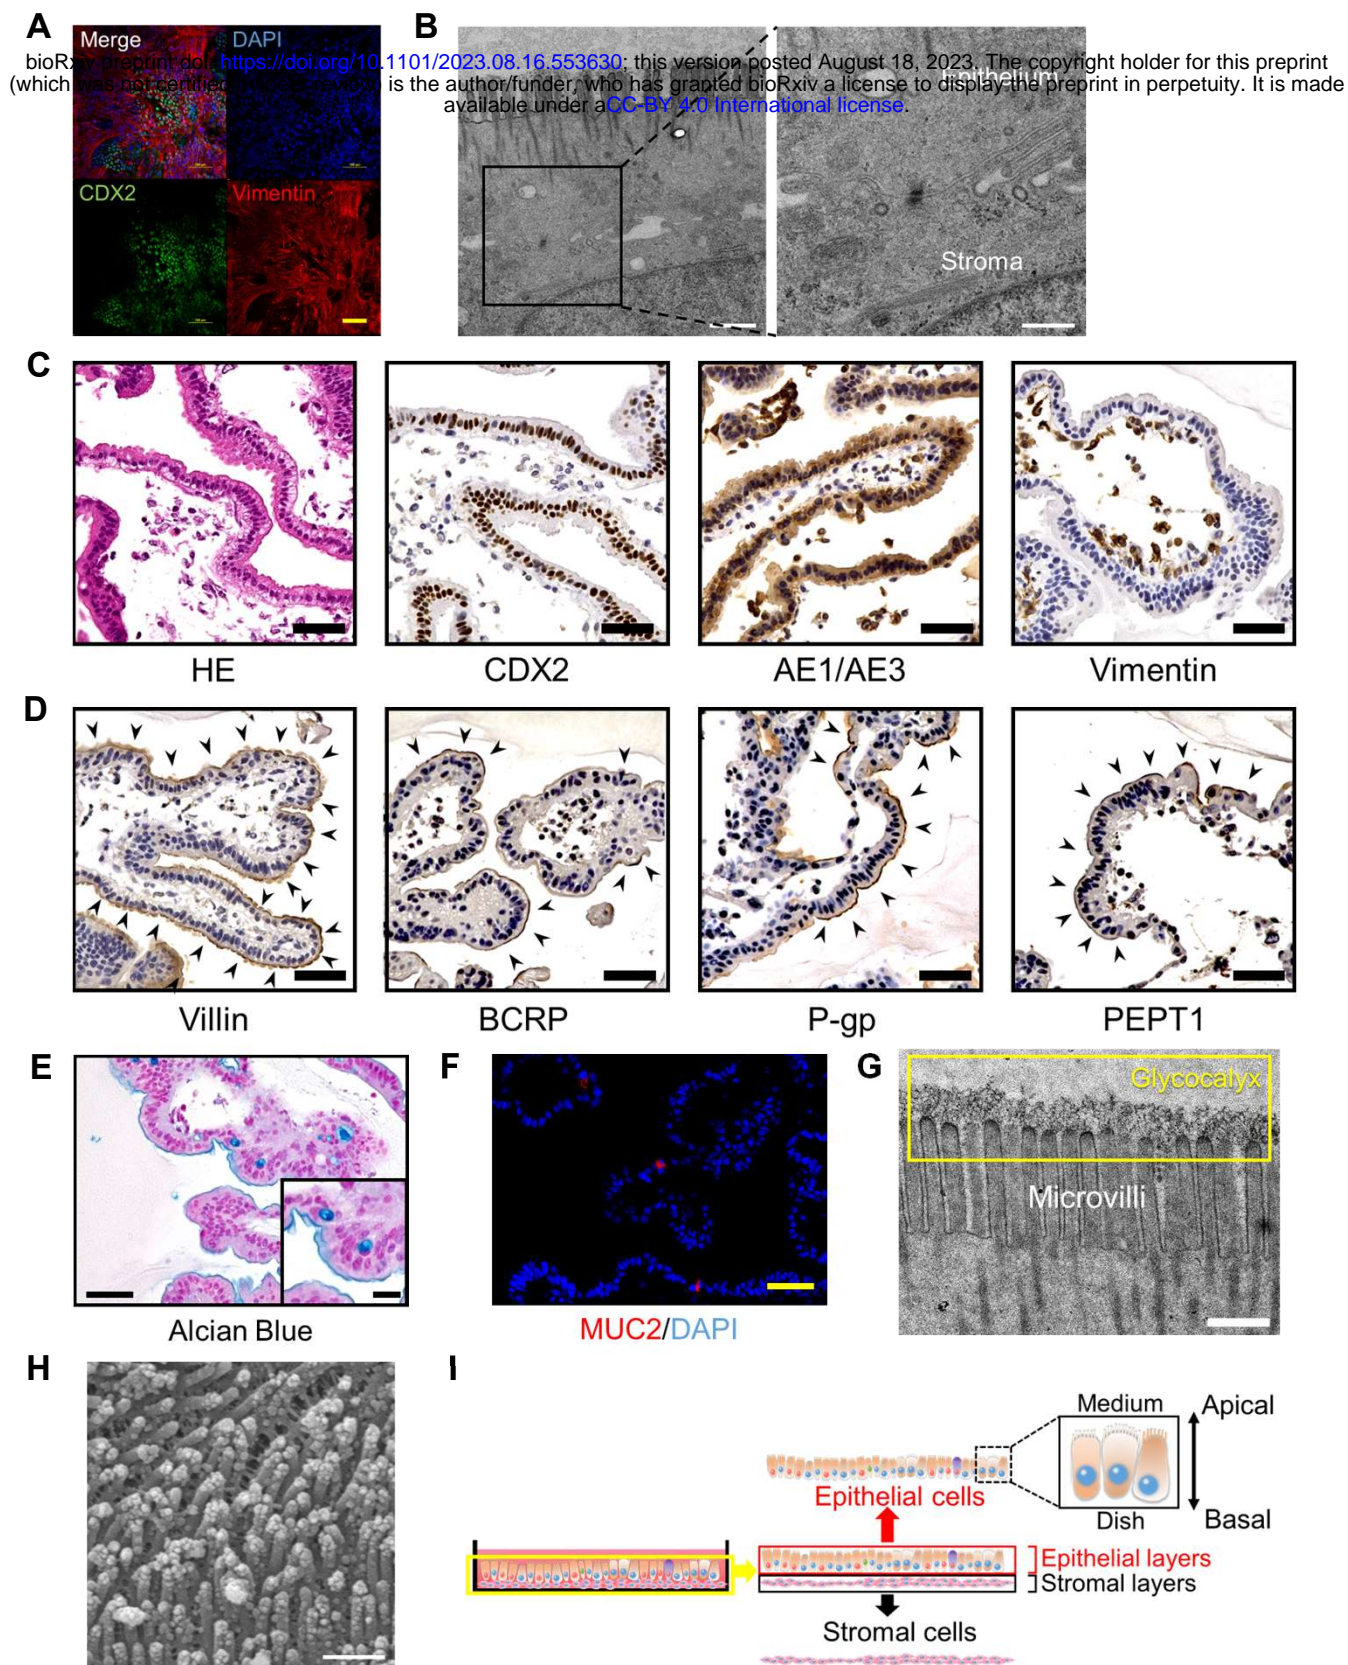 A
B
Merge
DAPI
bioRxiv preprint doi: https://doi.org/10.1101/2023.08.16.553630; this version posted August 18, 2023. The copyright holder for this preprint
(which was not certified by peer review) is the author/funder, who has granted bioRxiv a license to display the preprint in perpetuity. It is made
available under aCC-BY 4.0 International license.
Epithelium
CDX2
Vimentin
Stroma
C
HE
CDX2
AE1/AE3
Vimentin
D
Villin
BCRP
P-gp
PEPT1
E
F
G
Glycocalyx
Microvilli
Alcian Blue
MUC2/DAPI
H
I
Medium
Apical
Epithelial cells
Dish
Basal
Epithelial layers
Stromal layers
Stromal cells